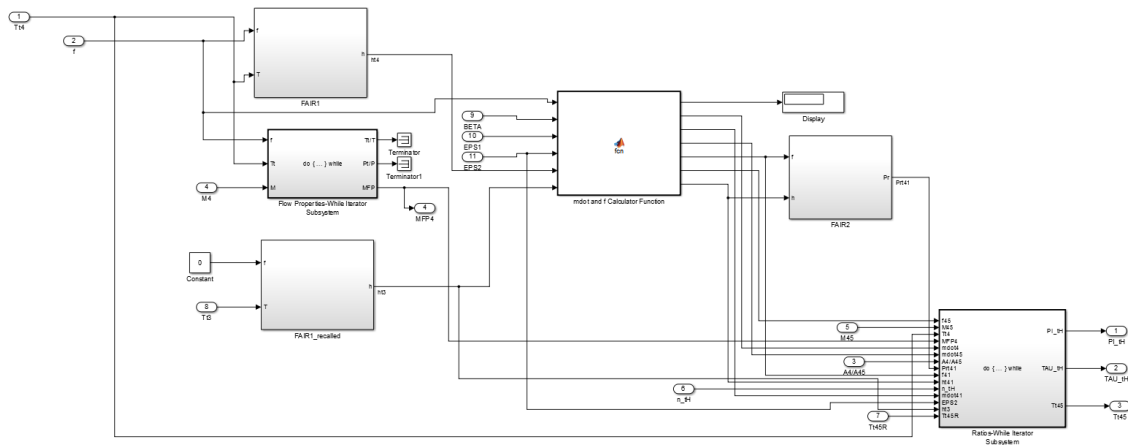 1
Tt4
2
f
f
T
h
ht4
FAIR1
f
Tt
M
do { ... } while
Tt/T
Pt/P
MFP
Terminator
Terminator1
Flow Properties-While Iterator
Subsystem
4
M4
4
MFP4
0
Constant
8
Tt3
f
T
h
ht3
FAIR1_recalled
9
BETA
10
EPS1
11
EPS2
fcn
mdot and f Calculator Function
Display
f
h
Pr
Prt41
FAIR2
5
M45
3
A4/A45
6
n_tH
7
Tt45R
f45
M45
Tt4
MFP4
mdot4
mdot45
A4/A45
Prt41
f41
ht41
n_tH
mdot41
EPS2
ht3
Tt45R
do { ... } while
PI_tH
TAU_tH
Tt45
Ratios-While Iterator
Subsystem
1
PI_tH
2
TAU_tH
3
Tt45